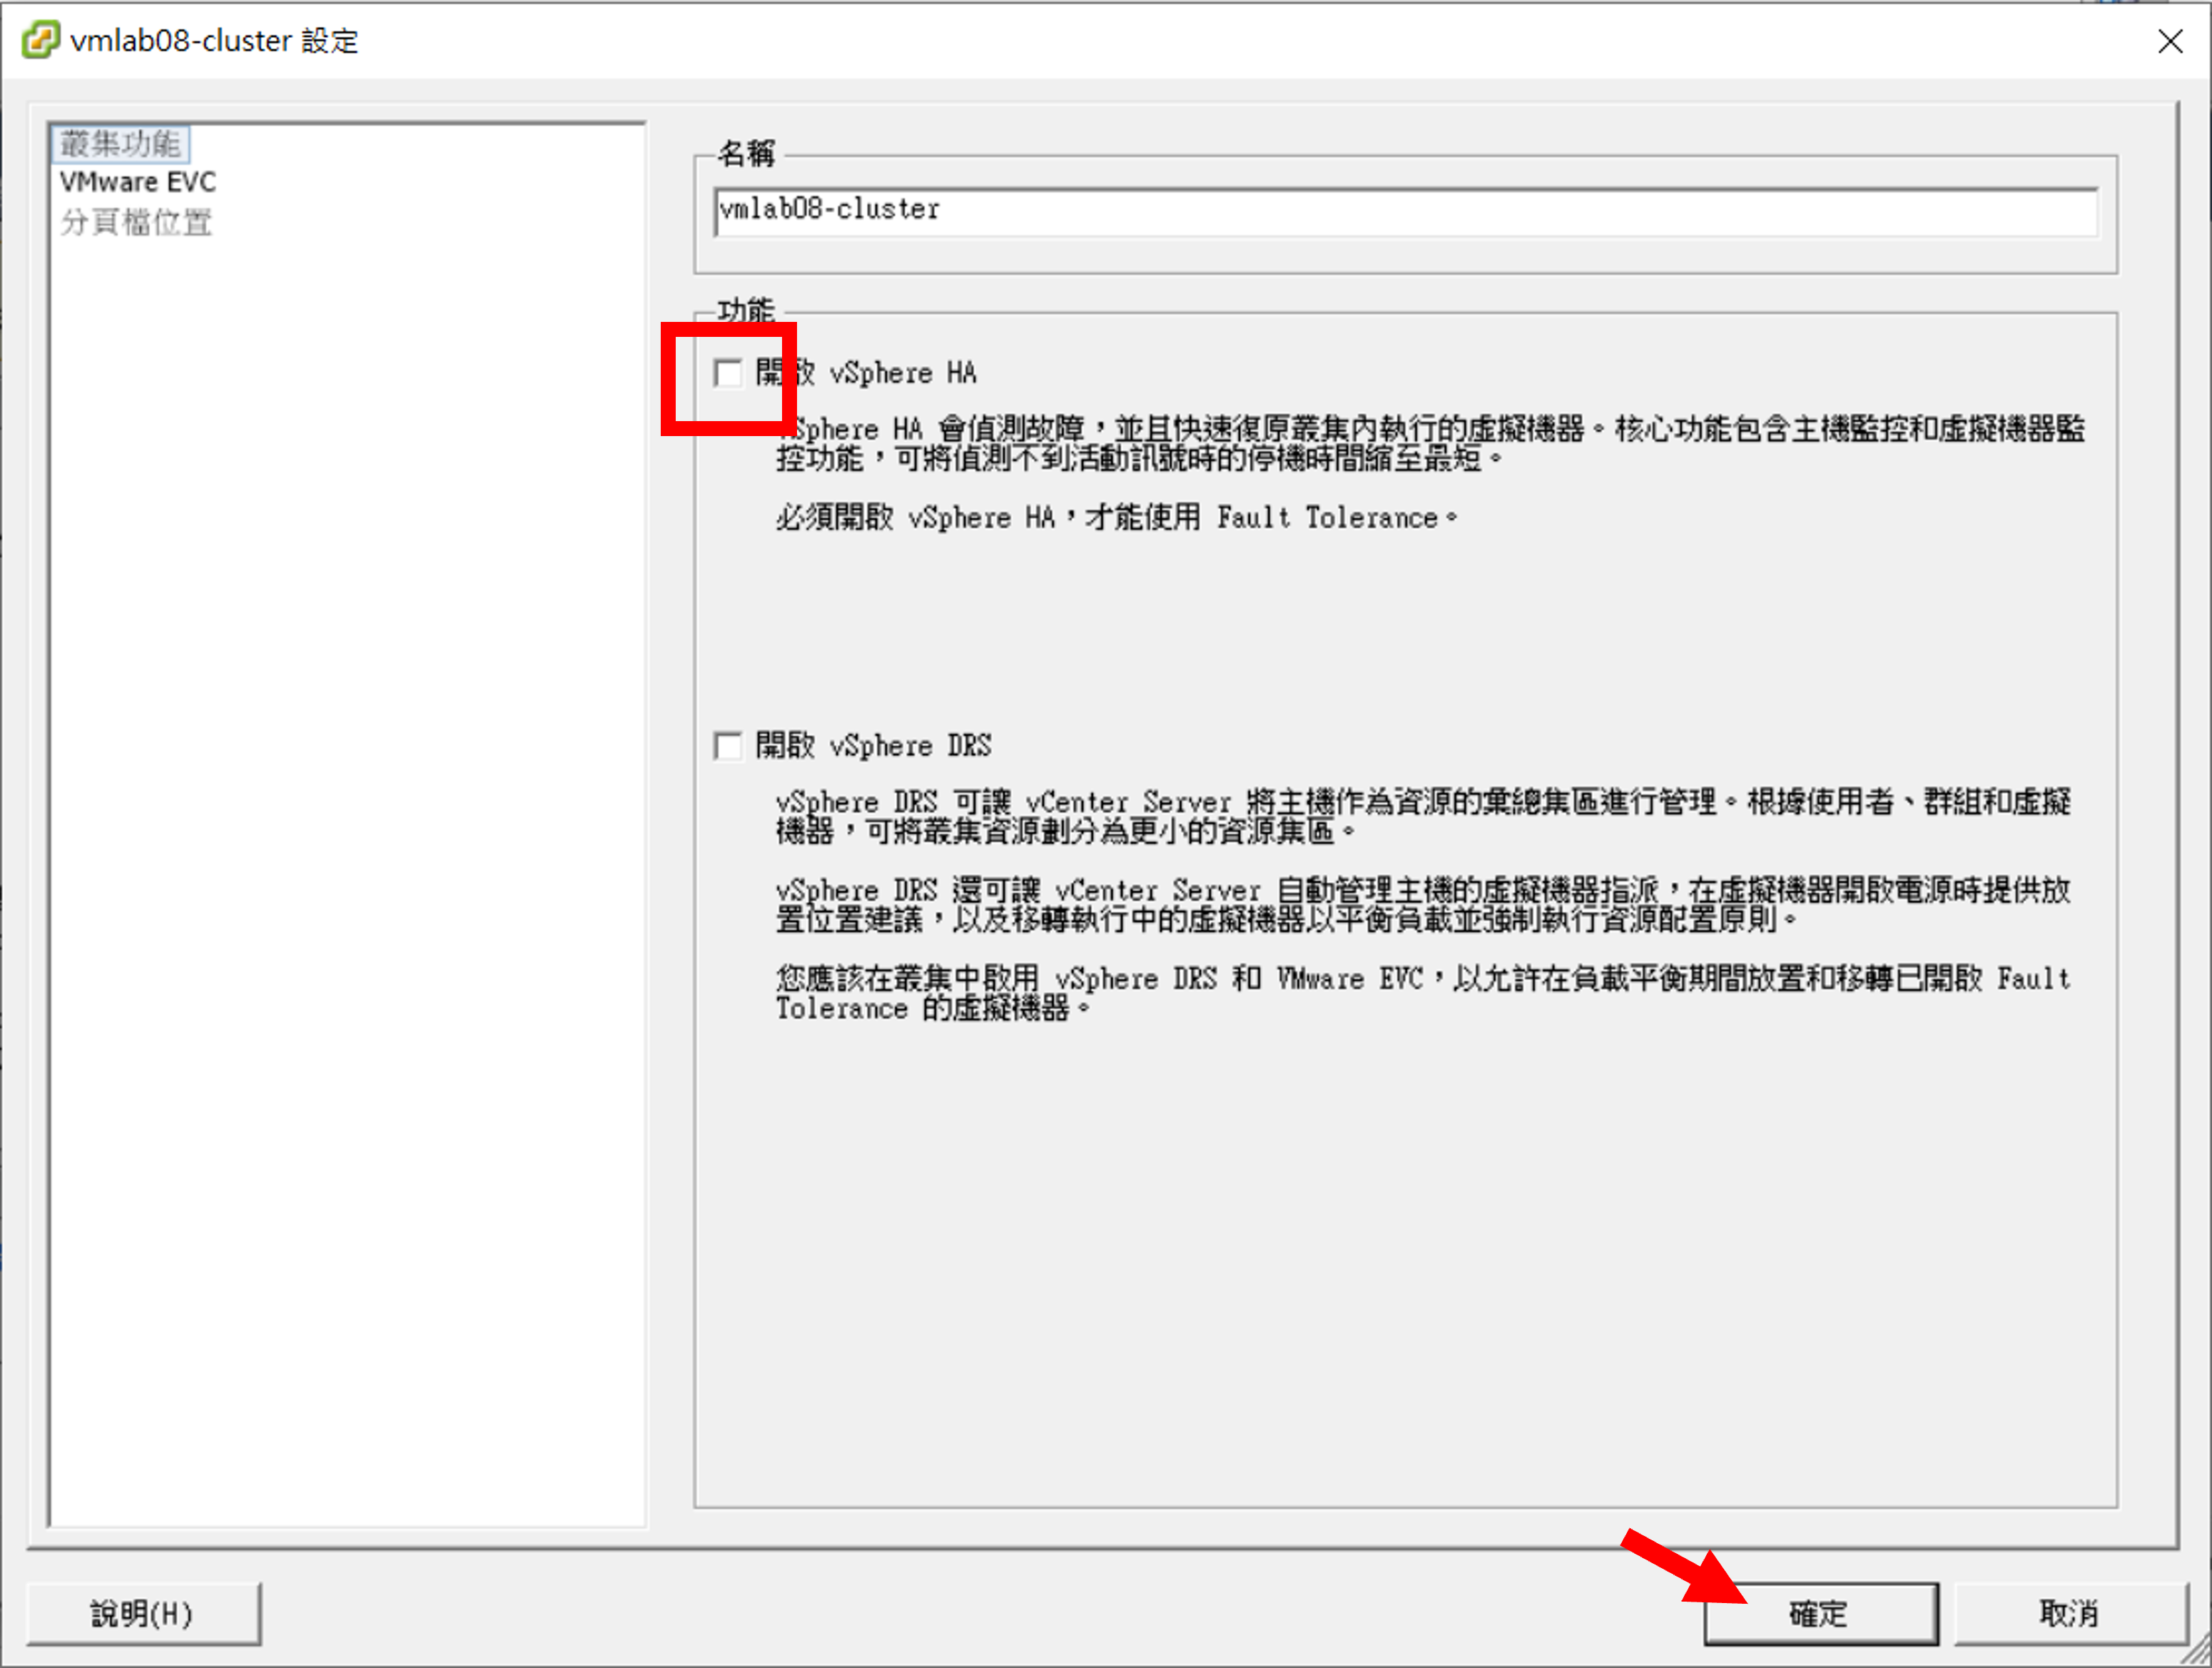 vmlab08-cluster 設定
叢集功能
VMware EVC
分頁檔位置
名稱
vmlab08-cluster
功能
開啟 vSphere HA
vSphere HA 會偵測故障，並且快速復原叢集內執行的虛擬機器。核心功能包含主機監控和虛擬機器監
控功能，可將偵測不到活動訊號時的停機時間縮至最短。
必須開啟 vSphere HA，才能使用 Fault Tolerance。
開啟 vSphere DRS
vSphere DRS 可讓 vCenter Server 將主機作為資源的彙總集區進行管理。根據使用者、群組和虛擬
機器，可將叢集資源劃分為更小的資源集區。
vSphere DRS 還可讓 vCenter Server 自動管理主機的虛擬機器指派，在虛擬機器開啟電源時提供放
置位置建議，以及移轉執行中的虛擬機器以平衡負載並強制執行資源配置原則。
您應該在叢集中啟用 vSphere DRS 和 VMware EVC，以允許在負載平衡期間放置和移轉已開啟 Fault
Tolerance 的虛擬機器。
說明(H)
確定
取消